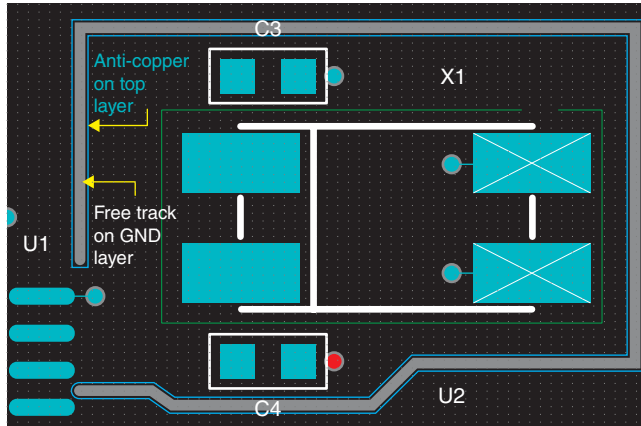 C3
X1
Anti-copper
on top
layer
Free track
on GND
layer
U1
U2
C4